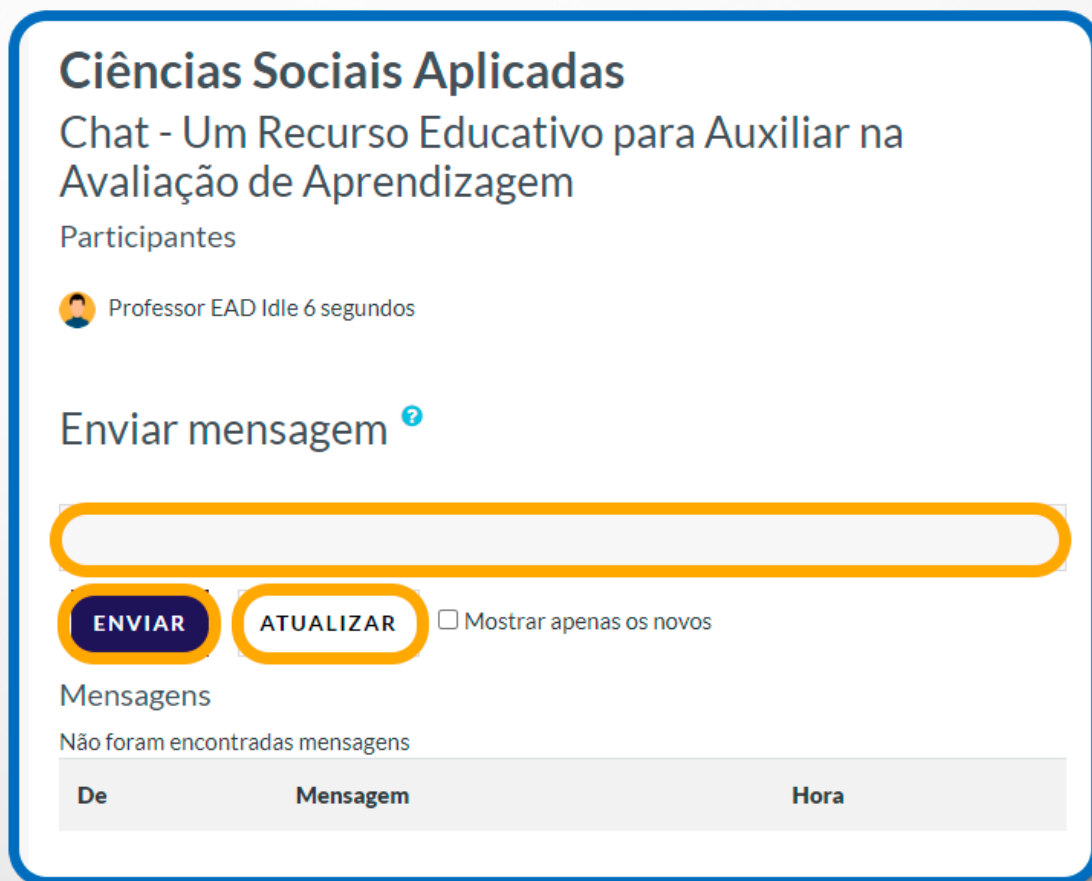 Ciências Sociais Aplicadas
Chat - Um Recurso Educativo para Auxiliar na
Avaliação de Aprendizagem
Participantes
Professor EAD Idle 6 segundos
Enviar mensagem ?
ENVIAR ATUALIZAR Mostrar apenas os novos
Mensagens
Não foram encontradas mensagens
De Mensagem Hora